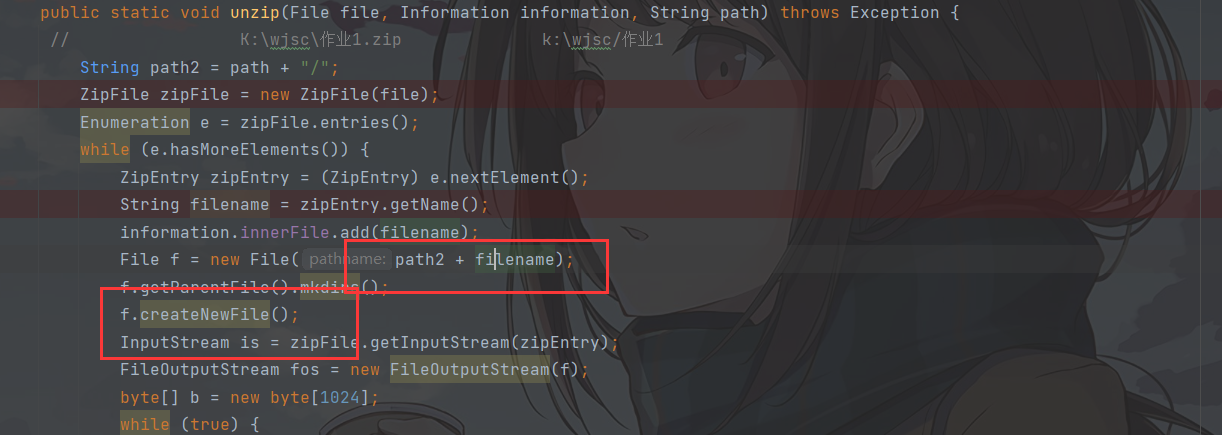 public static void unzip(File file, Information information, String path) throws Exception {
// K:\wjsc\作业1.zip k:\wjsc/作业1
String path2 = path + "/";
ZipFile zipFile = new ZipFile(file);
Enumeration e = zipFile.entries();
while (e.hasMoreElements()) {
ZipEntry zipEntry = (ZipEntry) e.nextElement();
String filename = zipEntry.getName();
information.innerFile.add(filename);
File f = new File( pathname: path2 + filename);
f.getParentFile().mkdirs();
f.createNewFile();
InputStream is = zipFile.getInputStream(zipEntry);
FileOutputStream fos = new FileOutputStream(f);
byte[] b = new byte[1024];
while (true) {